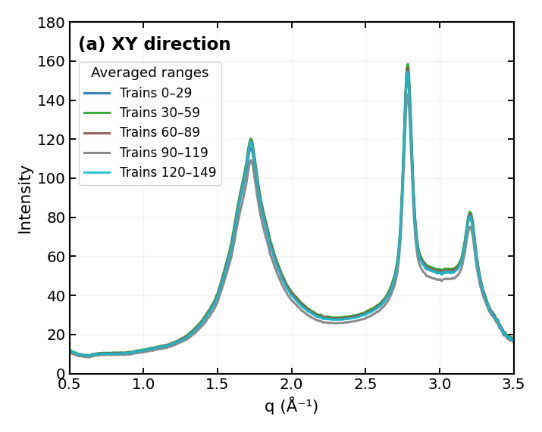 (a) XY direction
Averaged ranges
Trains 0–29
Trains 30–59
Trains 60–89
Trains 90–119
Trains 120–149
Intensity
180
160
140
120
100
80
60
40
20
0
0.5 1.0 1.5 2.0 2.5 3.0 3.5
q (Å⁻¹)